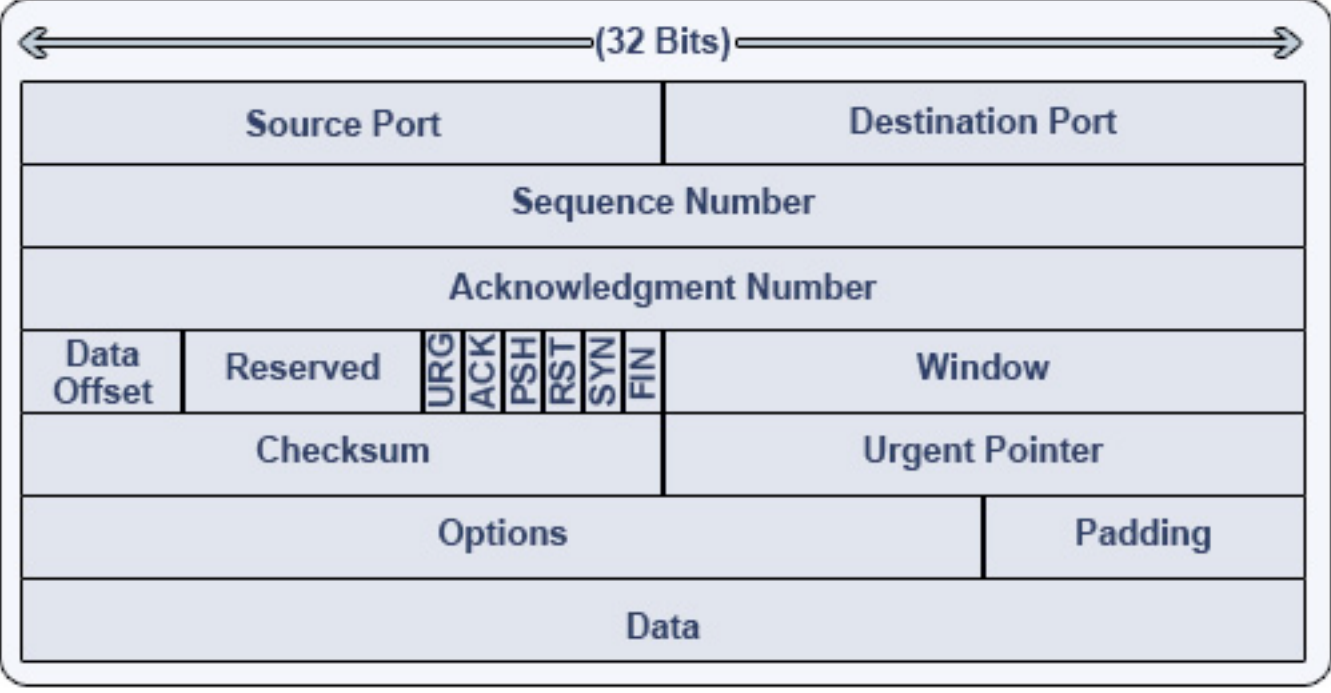 (32 Bits)
Source Port
Destination Port
Sequence Number
Acknowledgment Number
Data
Offset
Reserved
URG
ACK
PSH
RST
SYN
FIN
Window
Checksum
Urgent Pointer
Options
Padding
Data